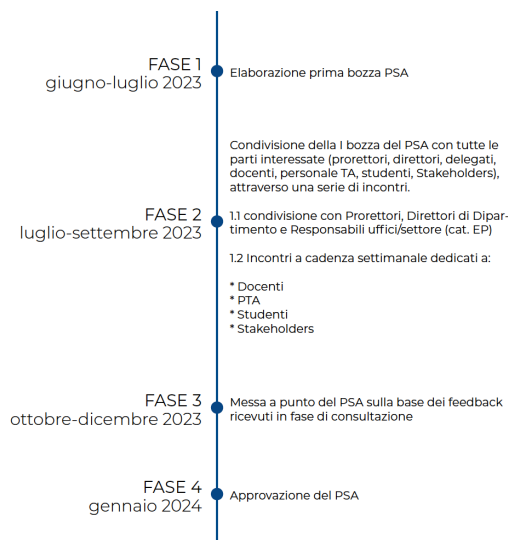 FASE 1
giugno-luglio 2023
Elaborazione prima bozza PSA
FASE 2
luglio-settembre 2023
Condivisione della I bozza del PSA con tutte le
parti interessate (prorettori, direttori, delegati,
docenti, personale TA, studenti, Stakeholders),
attraverso una serie di incontri.
1.1 condivisione con Prorettori, Direttori di Dipar-
timento e Responsabili uffici/settore (cat. EP)
1.2 Incontri a cadenza settimanale dedicati a:
* Docenti
* PTA
* Studenti
* Stakeholders
FASE 3
ottobre-dicembre 2023
Messa a punto del PSA sulla base dei feedback
ricevuti in fase di consultazione
FASE 4
gennaio 2024
Approvazione del PSA